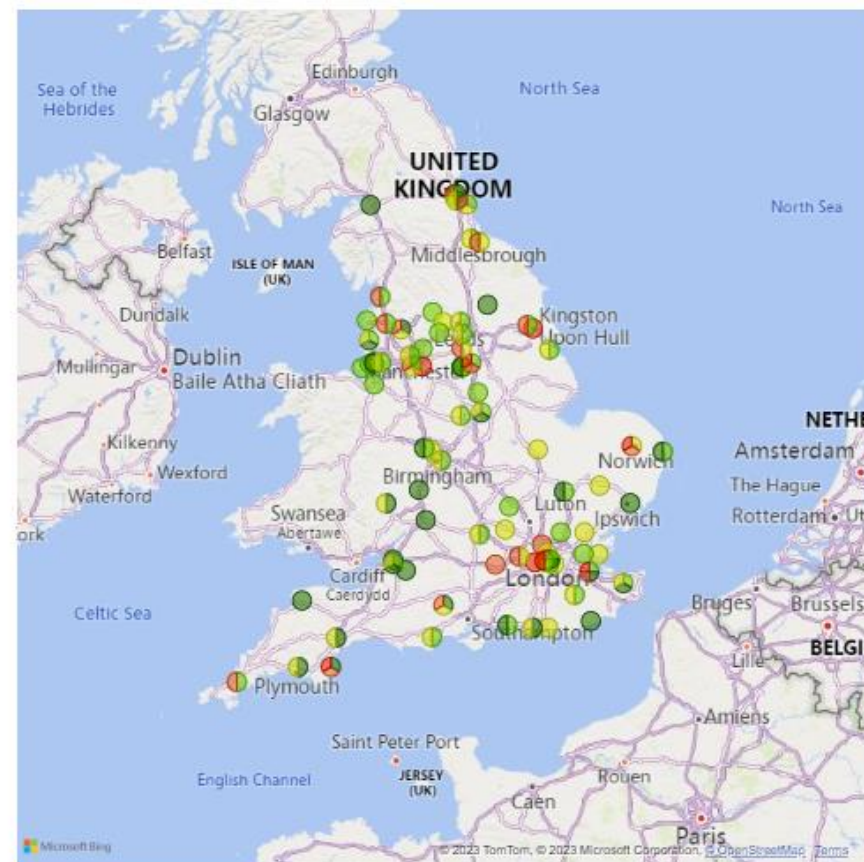 Edinburgh
Sea of the
Hebrides
North Sea
Glasgow
UNITED
KINGDOM
North Sea
Belfast
ISLE OF MAN
(UK)
Middlesbrough
Dundalk
Kingston
Upon Hull
Dublin
Mullingar
Baile Atha Cliath
NETHE
Kilkenny
Norwich
Amsterdam
Wexford
Birmingham
The Hague
Waterford
Luton
Swansea
Ipswich
Rotterdam
Ut
ork
Abertawe
Cardiff
London
Caerdydd
Bruges
Brussels
Celtic Sea
Southampton
BELGI
Lille
Plymouth
Amiens
Saint Peter Port
English Channel
JERSEY
(UK)
Rouen
Caen
Paris
Microsoft Bing
© 2023 TomTom, © 2023 Microsoft Corporation, © OpenStreetMap Terms